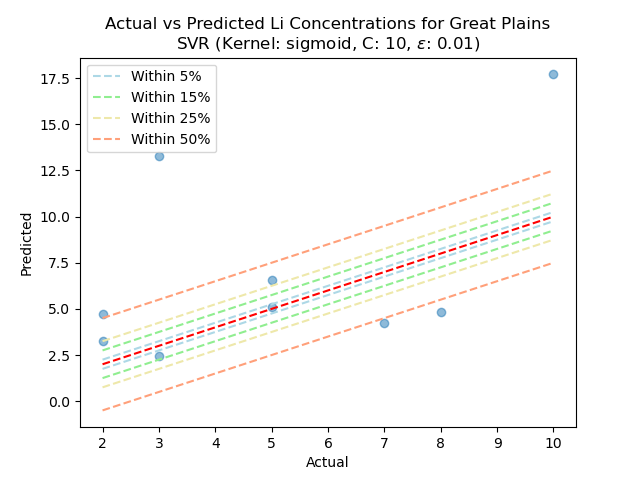 Actual vs Predicted Li Concentrations for Great Plains
SVR (Kernel: sigmoid, C: 10, ε: 0.01)
Within 5%
Within 15%
Within 25%
Within 50%
17.5
15.0
12.5
10.0
7.5
5.0
2.5
0.0
Predicted
2 3 4 5 6 7 8 9 10
Actual